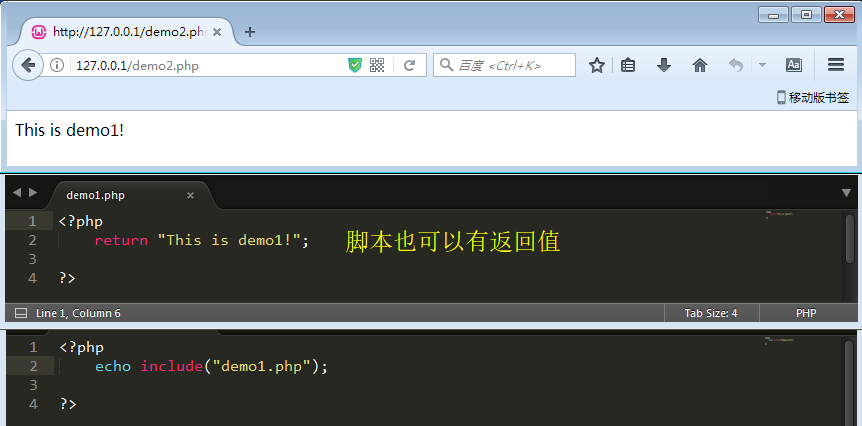 http://127.0.0.1/demo2.php
127.0.0.1/demo2.php
百度 <Ctrl+K>
移动版书签
This is demo1!
demo1.php
1 <?php
2 return "This is demo1!"; 脚本也可以有返回值
3
4 ?>
Line 1, Column 6 Tab Size: 4 PHP
1 <?php
2 echo include("demo1.php");
3
4 ?>